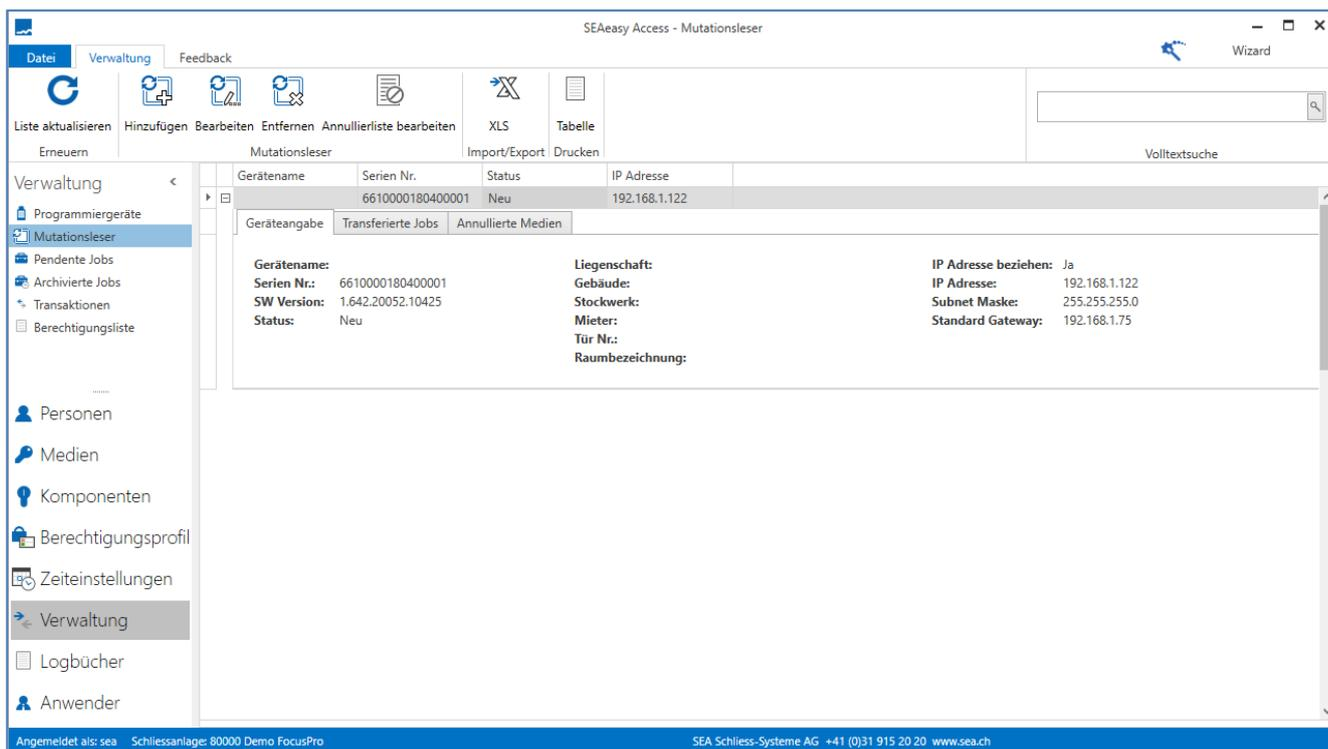 SEAeasy Access - Mutationsleser
Datei Verwaltung Feedback
Wizard
Liste aktualisieren Hinzufügen Bearbeiten Entfernen Annullierliste bearbeiten XLS Tabelle
Erneuern Mutationsleser Import/Export Drucken Volltextsuche
Verwaltung
Programmiergeräte
Mutationsleser
Pendente Jobs
Archivierte Jobs
Transaktionen
Berechtigungsliste
Personen
Medien
Komponenten
Berechtigungsprofil
Zeiteinstellungen
Verwaltung
Logbücher
Anwender
Gerätename Serien Nr. Status IP Adresse
6610000180400001 Neu 192.168.1.122
Geräteangabe Transferierte Jobs Annullierte Medien
Gerätename:
Serien Nr.: 6610000180400001
SW Version: 1.642.20052.10425
Status: Neu
Liegenschaft:
Gebäude:
Stockwerk:
Mieter:
Tür Nr.:
Raumbezeichnung:
IP Adresse beziehen: Ja
IP Adresse: 192.168.1.122
Subnet Maske: 255.255.255.0
Standard Gateway: 192.168.1.75
Angemeldet als: sea Schliessanlage: 80000 Demo FocusPro SEA Schliess-Systeme AG +41 (0)31 915 20 20 www.sea.ch